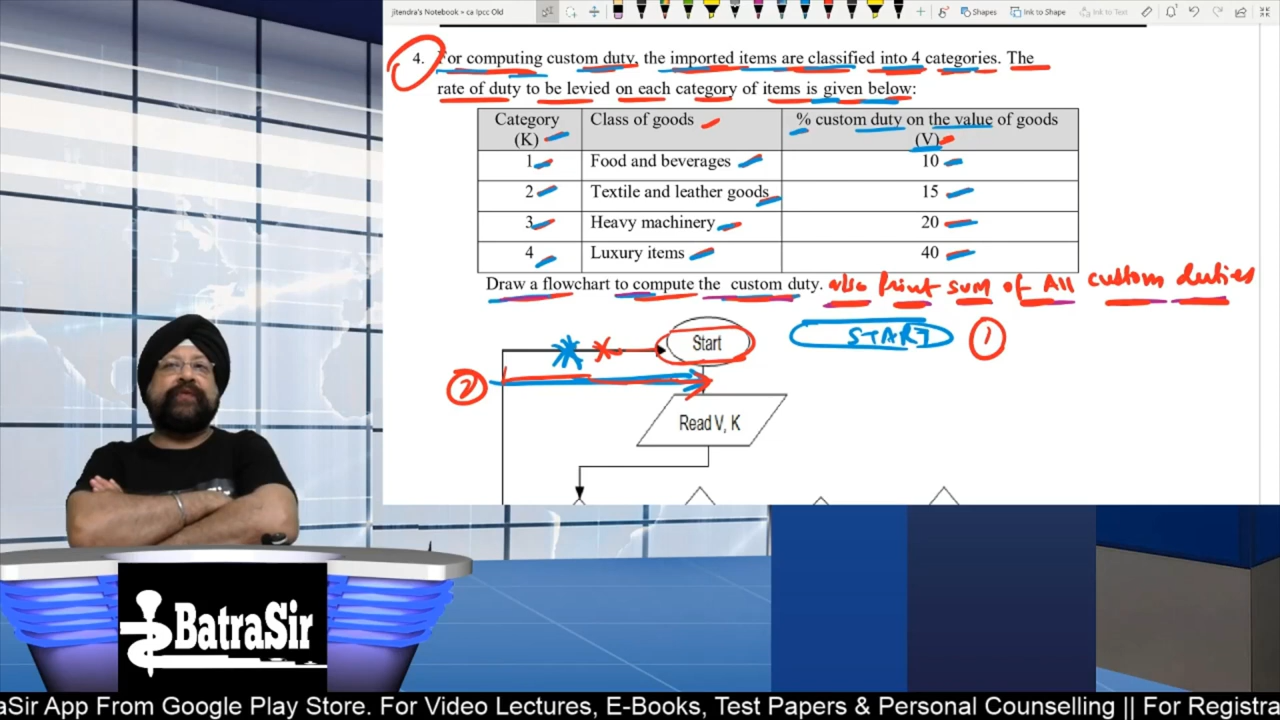 jitendra's Notebook » ca Ipcc Old
Shapes
Ink to Shape
Ink to Text
4. For computing custom duty, the imported items are classified into 4 categories. The
rate of duty to be levied on each category of items is given below:
Category (K) Class of goods % custom duty on the value of goods (V)
1 Food and beverages 10
2 Textile and leather goods 15
3 Heavy machinery 20
4 Luxury items 40
Draw a flowchart to compute the custom duty. also Print sum of All custom duties
Start START 1
2
Read V, K
BatraSir
aSir App From Google Play Store. For Video Lectures, E-Books, Test Papers & Personal Counselling || For Registra